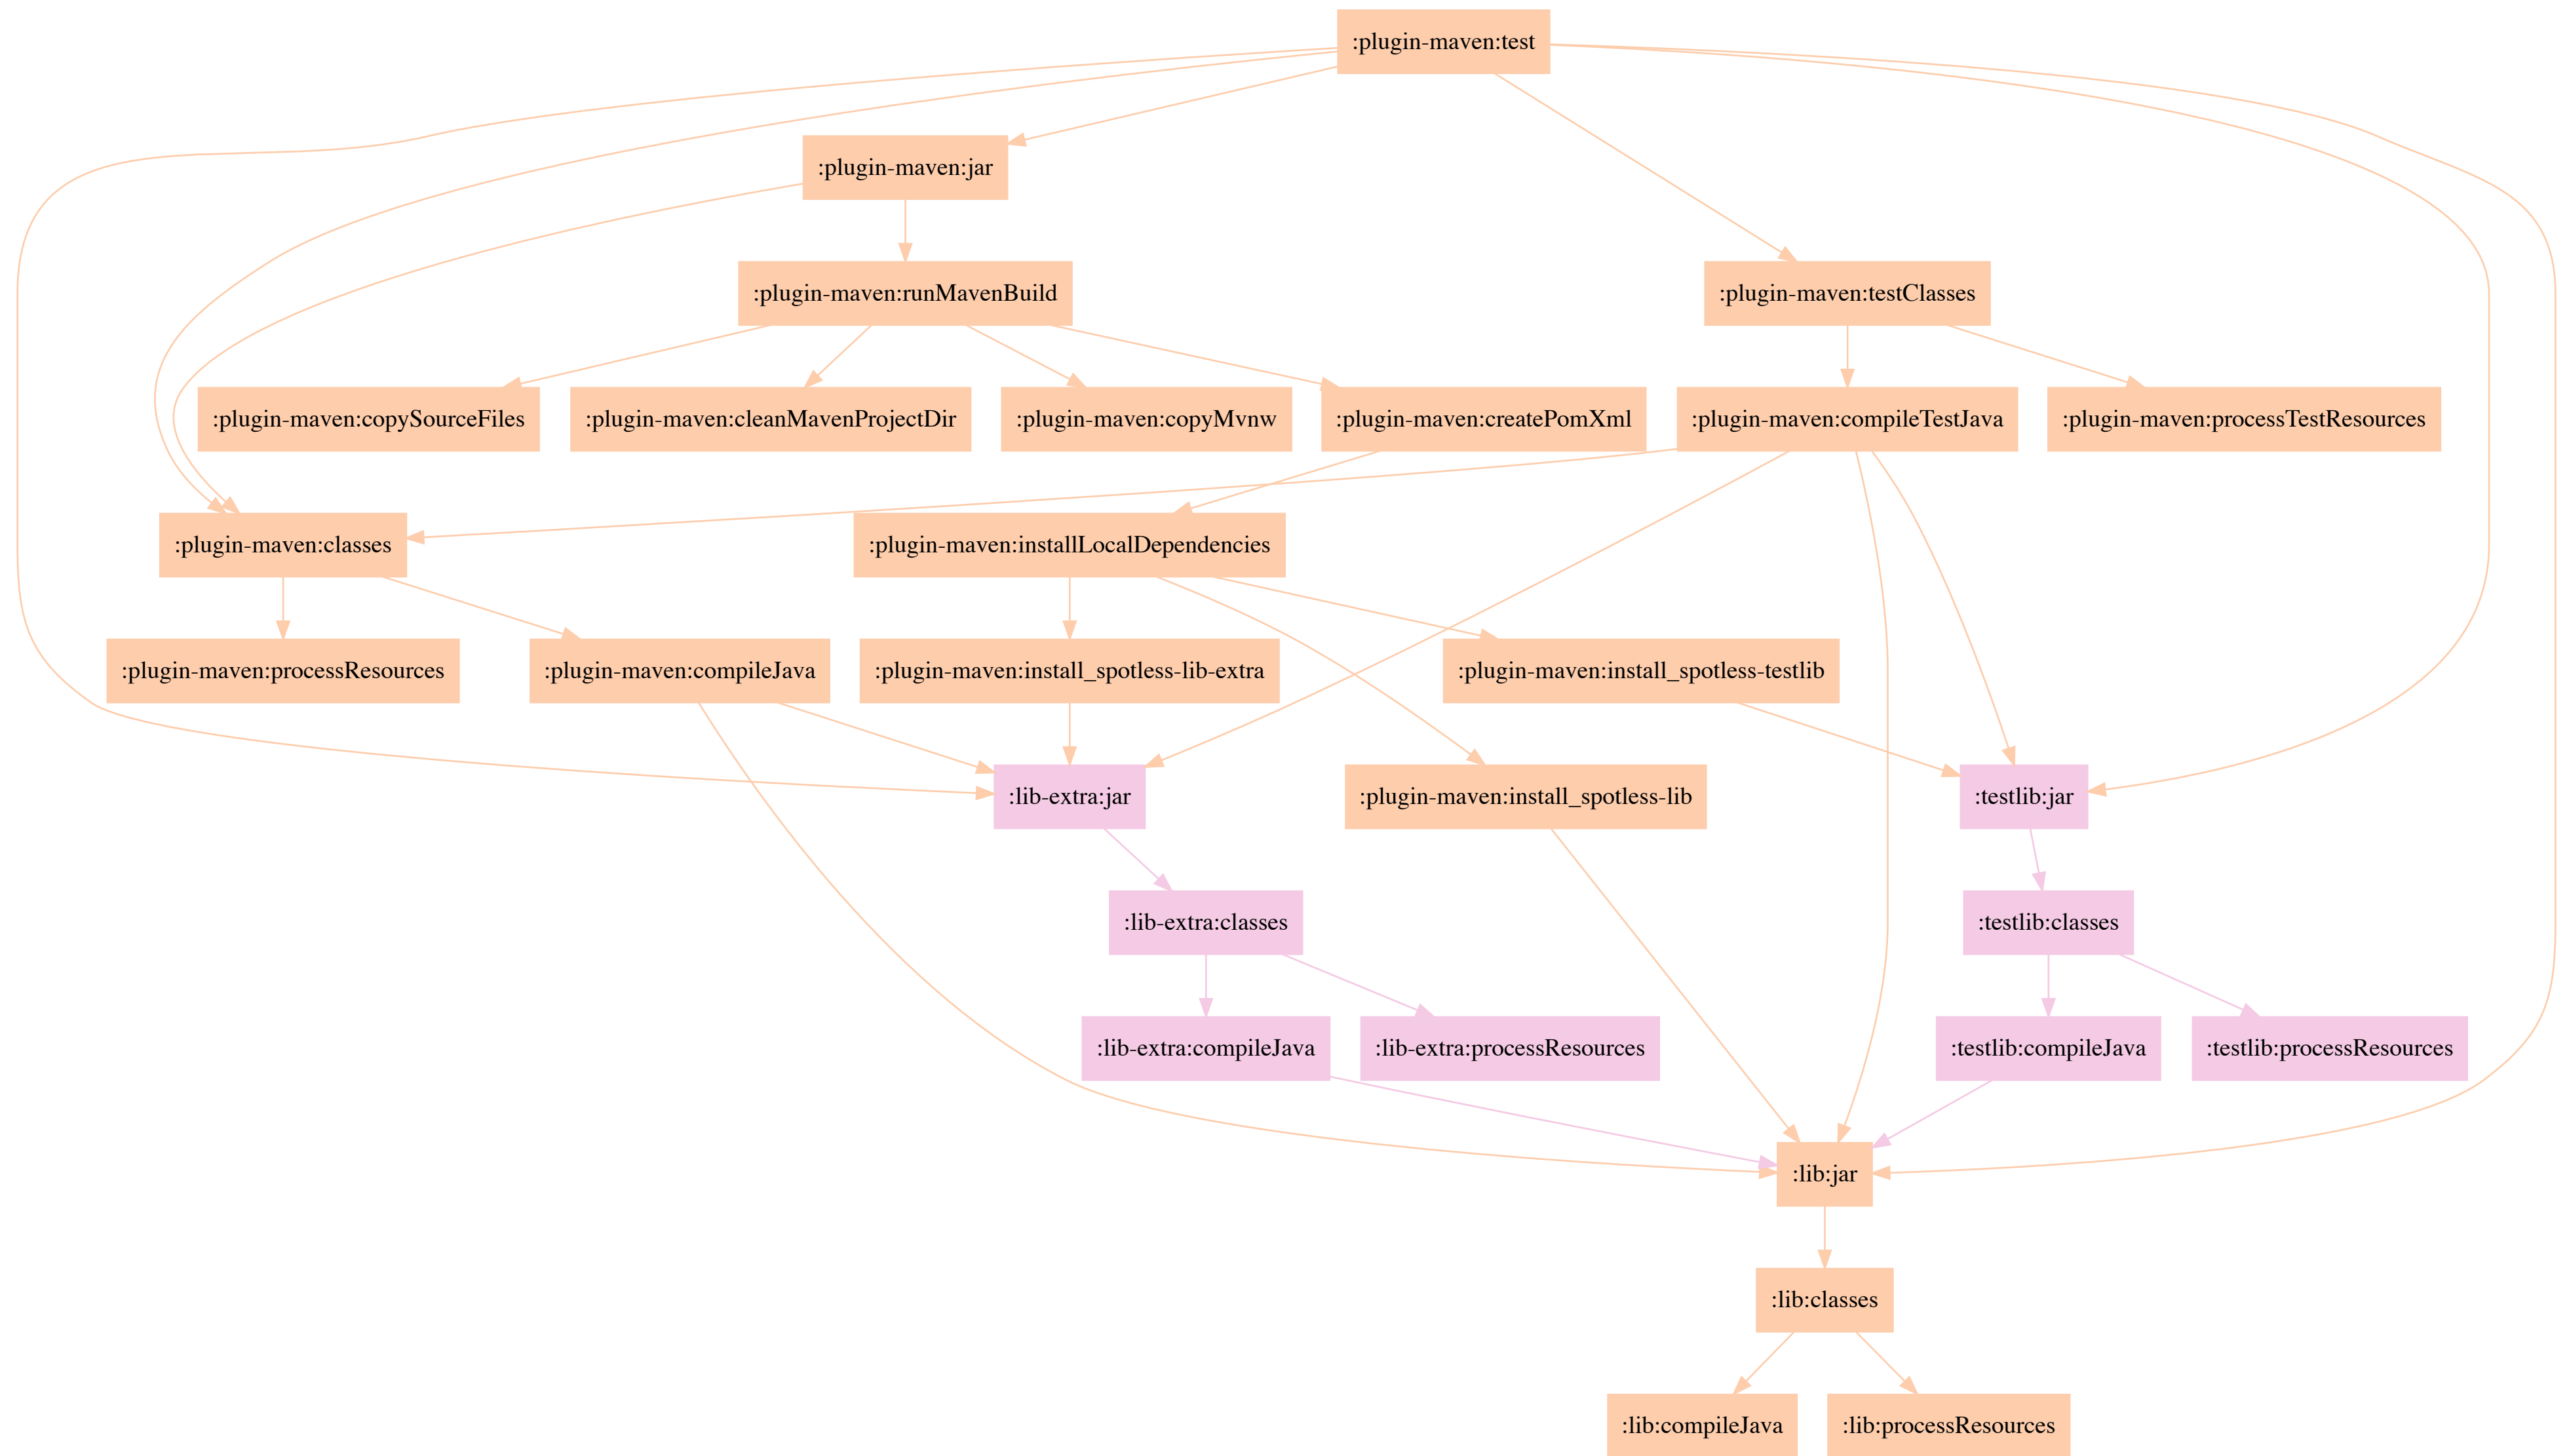 :plugin-maven:test
:plugin-maven:jar
:plugin-maven:runMavenBuild
:plugin-maven:testClasses
:plugin-maven:copySourceFiles
:plugin-maven:cleanMavenProjectDir
:plugin-maven:copyMvnw
:plugin-maven:createPomXml
:plugin-maven:compileTestJava
:plugin-maven:processTestResources
:plugin-maven:classes
:plugin-maven:installLocalDependencies
:plugin-maven:processResources
:plugin-maven:compileJava
:plugin-maven:install_spotless-lib-extra
:plugin-maven:install_spotless-testlib
:lib-extra:jar
:plugin-maven:install_spotless-lib
:testlib:jar
:lib-extra:classes
:testlib:classes
:lib-extra:compileJava
:lib-extra:processResources
:testlib:compileJava
:testlib:processResources
:lib:jar
:lib:classes
:lib:compileJava
:lib:processResources